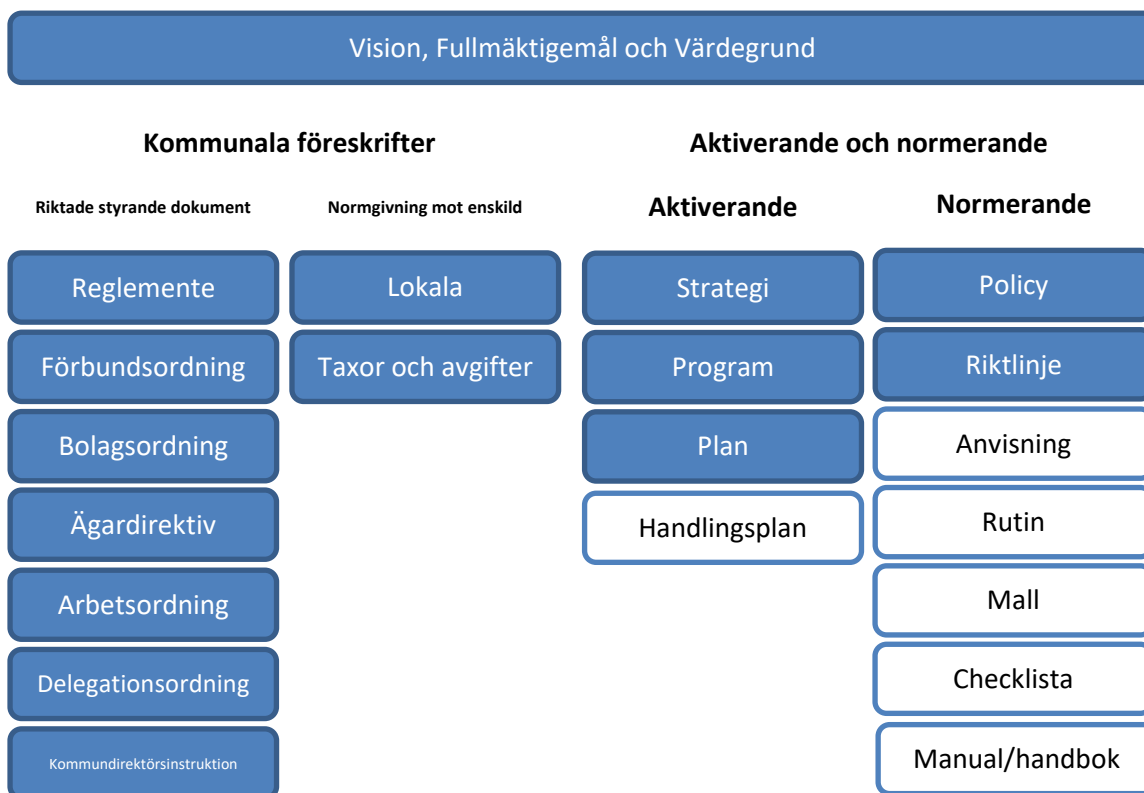 Vision, Fullmäktigemål och Värdegrund
Kommunala föreskrifter
Aktiverande och normerande
Riktade styrande dokument
Normgivning mot enskild
Aktiverande
Normerande
Reglemente
Förbundsordning
Bolagsordning
Ägardirektiv
Arbetsordning
Delegationsordning
Kommundirektörsinstruktion
Lokala
Taxor och avgifter
Strategi
Program
Plan
Handlingsplan
Policy
Riktlinje
Anvisning
Rutin
Mall
Checklista
Manual/handbok